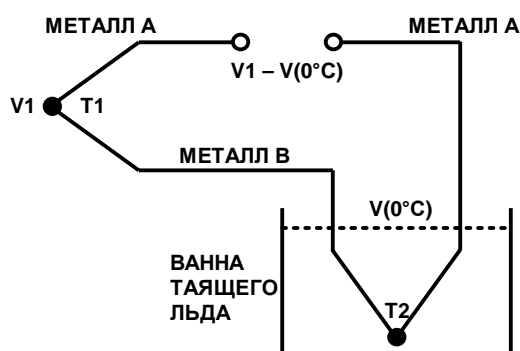 МЕТАЛЛ А
МЕТАЛЛ А
V1 – V(0°C)
V1
T1
МЕТАЛЛ В
V(0°C)
ВАННА
ТАЯЩЕГО
ЛЬДА
T2